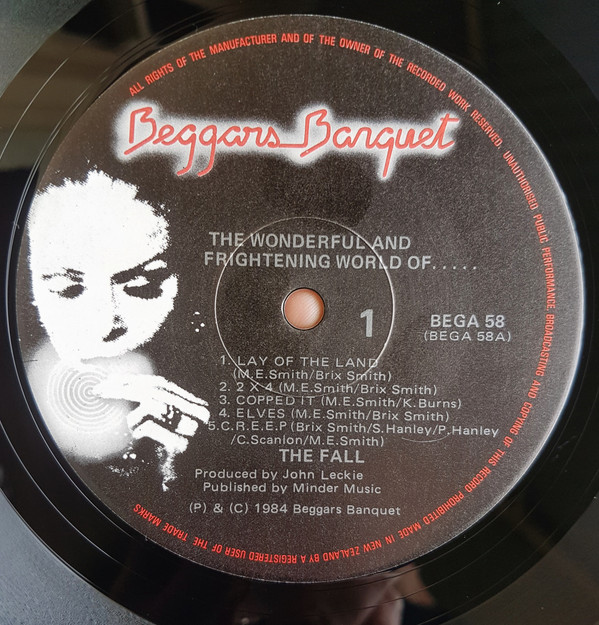 ALL RIGHTS OF THE MANUFACTURER AND OF THE OWNER OF THE RECORDED WORK RESERVED. UNAUTHORISED PUBLIC PERFORMANCE, BROADCASTING AND COPYING OF THIS RECORD PROHIBITED MADE IN NEW ZEALAND BY A REGISTERED USER OF THE TRADE MARKS
Beggars Banquet
THE WONDERFUL AND
FRIGHTENING WORLD OF.....
1
BEGA 58
(BEGA 58A)
1. LAY OF THE LAND
(M.E.Smith/Brix Smith)
2. 2 X 4 (M.E.Smith/Brix Smith)
3. COPPED IT (M.E.Smith/K.Burns)
4. ELVES (M.E.Smith/Brix Smith)
5.C.R.E.E.P (Brix Smith/S.Hanley/P.Hanley
/C.Scanlon/M.E.Smith)
THE FALL
Produced by John Leckie
Published by Minder Music
(P) & (C) 1984 Beggars Banquet